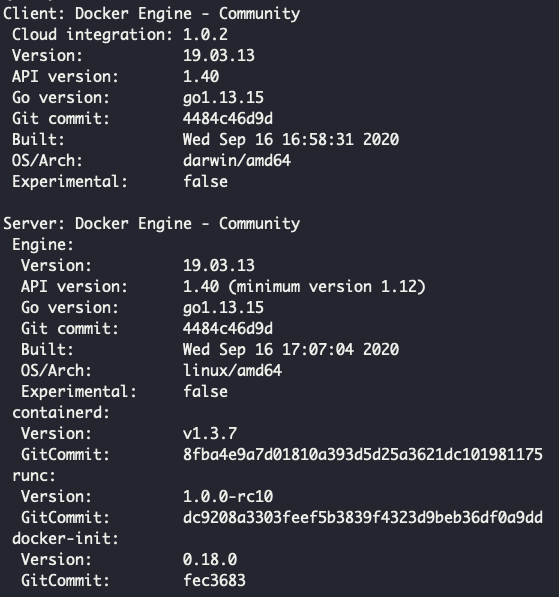 Client: Docker Engine - Community
 Cloud integration: 1.0.2
 Version:           19.03.13
 API version:       1.40
 Go version:        go1.13.15
 Git commit:        4484c46d9d
 Built:             Wed Sep 16 16:58:31 2020
 OS/Arch:           darwin/amd64
 Experimental:      false

Server: Docker Engine - Community
 Engine:
  Version:          19.03.13
  API version:      1.40 (minimum version 1.12)
  Go version:       go1.13.15
  Git commit:       4484c46d9d
  Built:            Wed Sep 16 17:07:04 2020
  OS/Arch:          linux/amd64
  Experimental:     false
 containerd:
  Version:          v1.3.7
  GitCommit:        8fba4e9a7d01810a393d5d25a3621dc101981175
 runc:
  Version:          1.0.0-rc10
  GitCommit:        dc9208a3303feef5b3839f4323d9beb36df0a9dd
 docker-init:
  Version:          0.18.0
  GitCommit:        fec3683